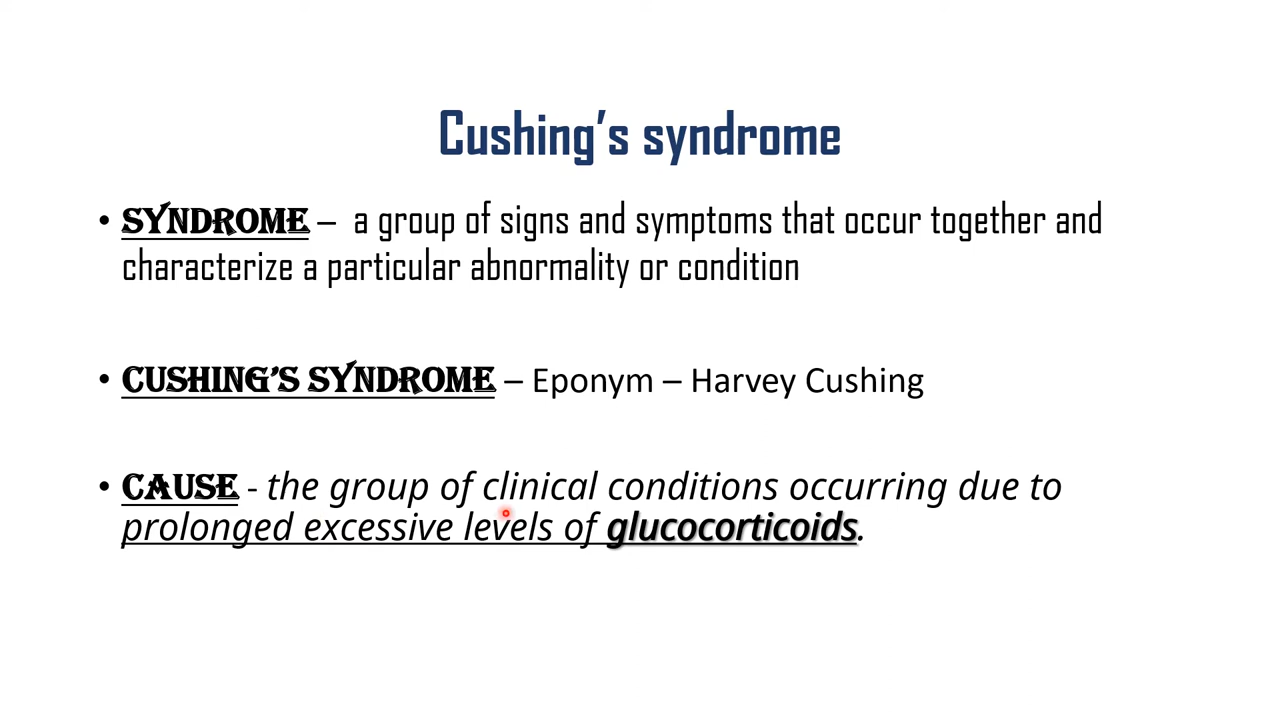 Cushing's syndrome
• SYNDROME – a group of signs and symptoms that occur together and
characterize a particular abnormality or condition
• CUSHING'S SYNDROME – Eponym – Harvey Cushing
• CAUSE - the group of clinical conditions occurring due to
prolonged excessive levels of glucocorticoids.